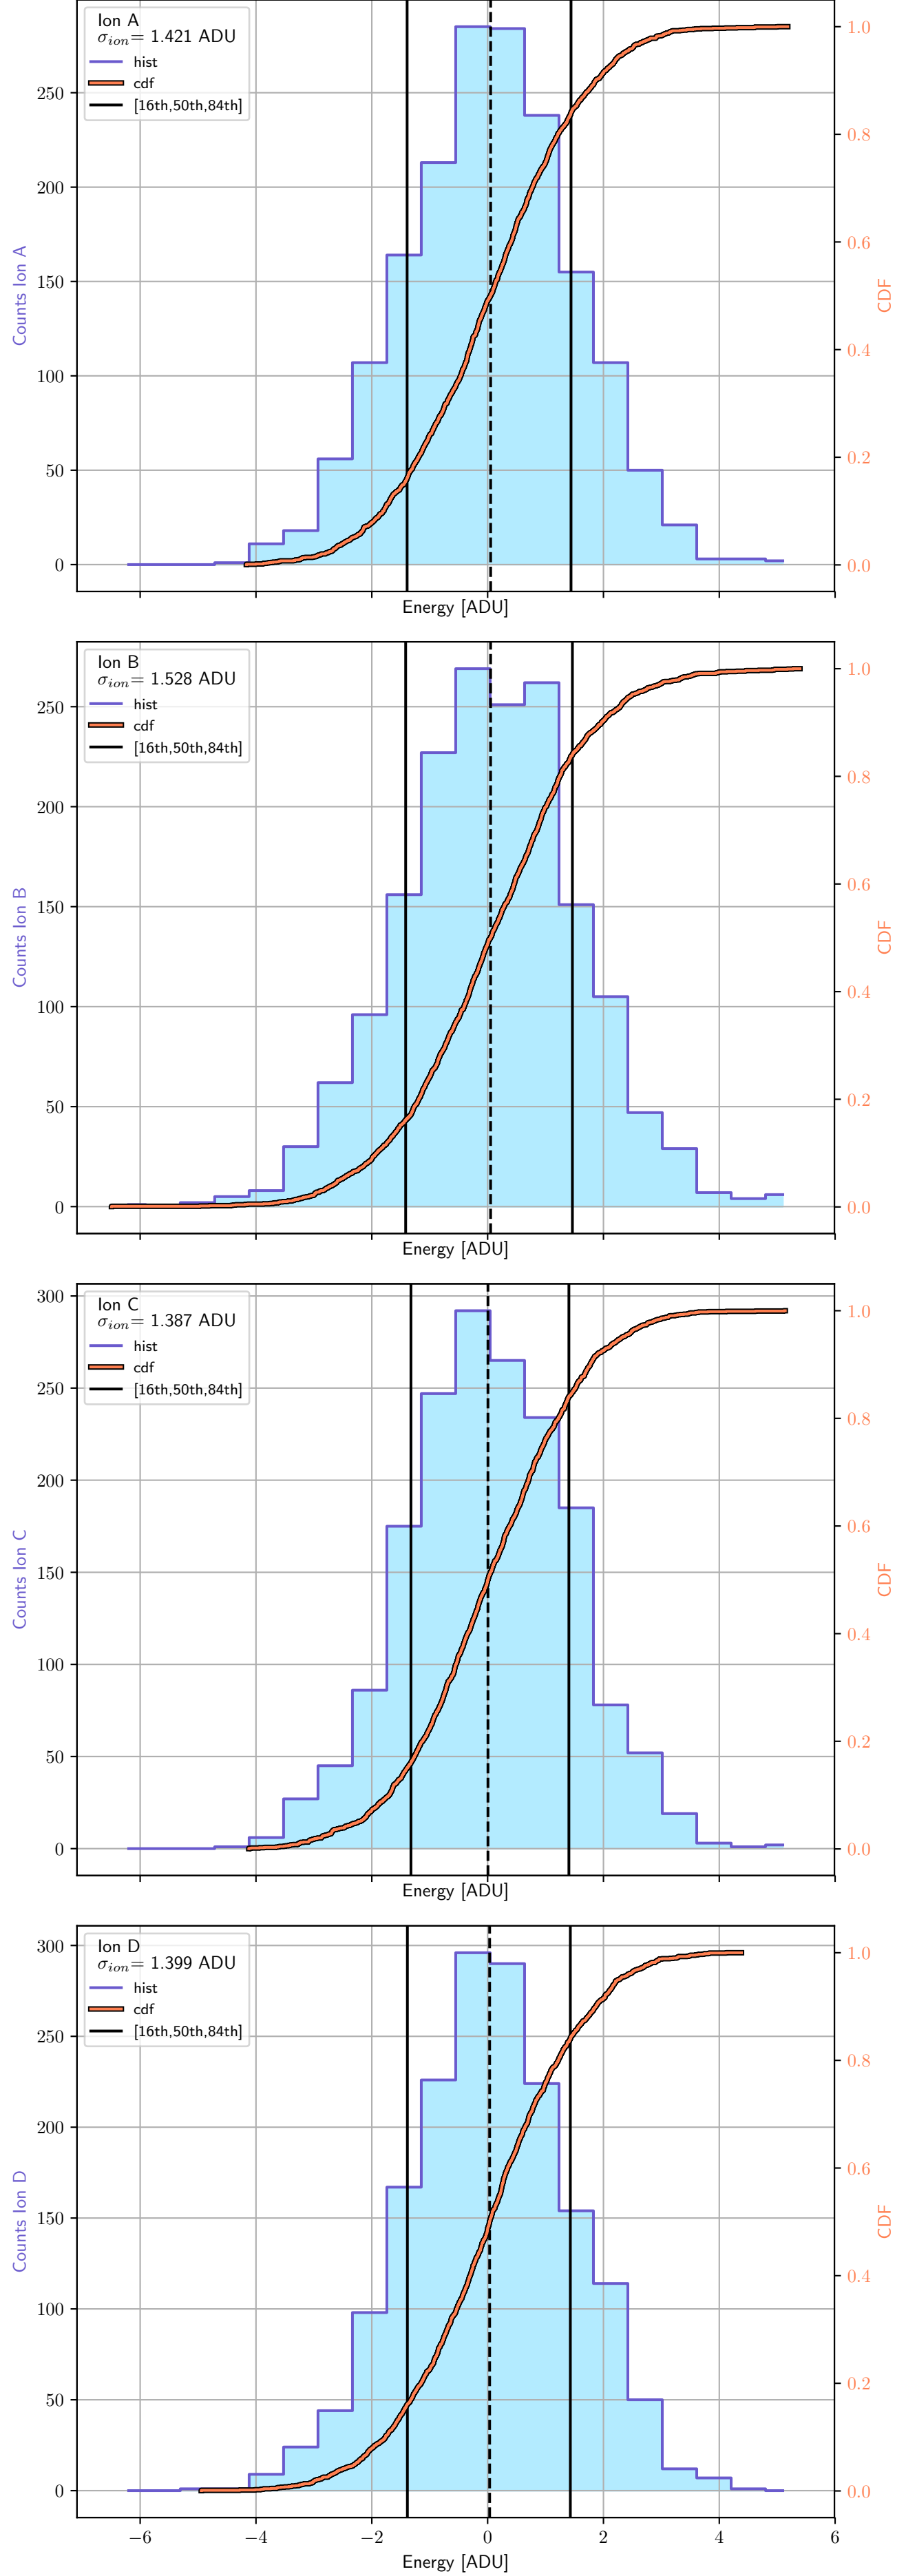 Ion A
σion= 1.421 ADU
hist
cdf
[16th,50th,84th]
250
200
150
100
50
0
Counts Ion A
1.0
0.8
0.6
0.4
0.2
0.0
CDF
Energy [ADU]
Ion B
σion= 1.528 ADU
hist
cdf
[16th,50th,84th]
250
200
150
100
50
0
Counts Ion B
1.0
0.8
0.6
0.4
0.2
0.0
CDF
Energy [ADU]
Ion C
σion= 1.387 ADU
hist
cdf
[16th,50th,84th]
300
250
200
150
100
50
0
Counts Ion C
1.0
0.8
0.6
0.4
0.2
0.0
CDF
Energy [ADU]
Ion D
σion= 1.399 ADU
hist
cdf
[16th,50th,84th]
300
250
200
150
100
50
0
Counts Ion D
1.0
0.8
0.6
0.4
0.2
0.0
CDF
−6 −4 −2 0 2 4 6
Energy [ADU]